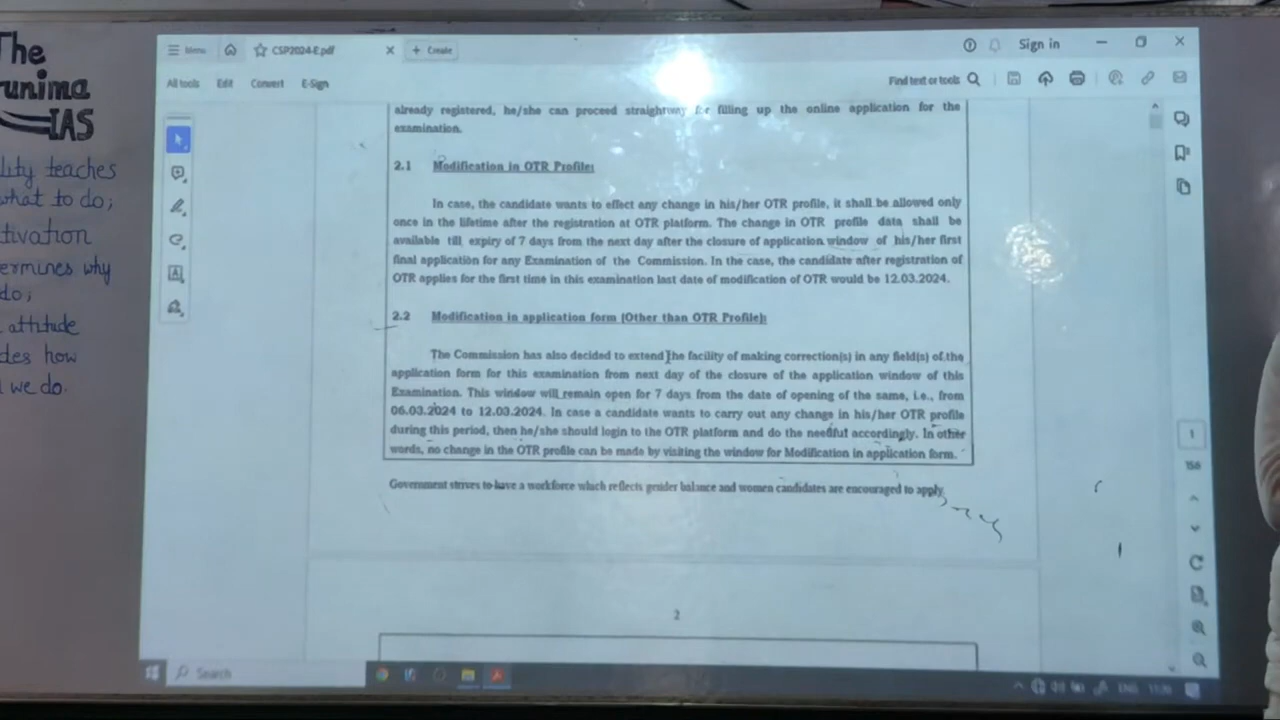 The
unima
IAS
lity teaches
what to do;
tivation
ermines why
do;
attitude
des how
we do.
Menu
CSP2024-E.pdf
+ Create
Sign in
All tools Edit Convert E-Sign
Find text or tools
already registered, he/she can proceed straightway for filling up the online application for the
examination.
2.1 Modification in OTR Profile:
In case, the candidate wants to effect any change in his/her OTR profile, it shall be allowed only
once in the lifetime after the registration at OTR platform. The change in OTR profile data shall be
available till expiry of 7 days from the next day after the closure of application window of his/her first
final application for any Examination of the Commission. In the case, the candidate after registration of
OTR applies for the first time in this examination last date of modification of OTR would be 12.03.2024.
2.2 Modification in application form (Other than OTR Profile):
The Commission has also decided to extend the facility of making correction(s) in any field(s) of the
application form for this examination from next day of the closure of the application window of this
Examination. This window will remain open for 7 days from the date of opening of the same, i.e., from
06.03.2024 to 12.03.2024. In case a candidate wants to carry out any change in his/her OTR profile
during this period, then he/she should login to the OTR platform and do the needful accordingly. In other
words, no change in the OTR profile can be made by visiting the window for Modification in application form.
Government strives to have a workforce which reflects gender balance and women candidates are encouraged to apply.
1
156
2
Search
ENG